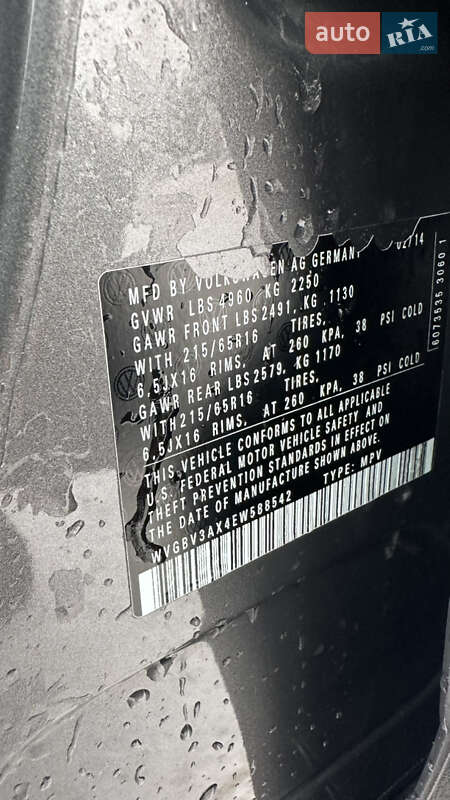 auto RIA .com
MFD BY VOLKSWAGEN AG GERMANY 02/14
GVWR LBS 4960 KG 2250
GAWR FRONT LBS 2491, KG 1130
WITH 215/65R16 TIRES,
6.5JX16 RIMS, AT 260 KPA, 38 PSI COLD
GAWR REAR LBS 2579, KG 1170
WITH 215/65R16 TIRES,
6.5JX16 RIMS, AT 260 KPA, 38 PSI COLD
THIS VEHICLE CONFORMS TO ALL APPLICABLE
U.S. FEDERAL MOTOR VEHICLE SAFETY AND
THEFT PREVENTION STANDARDS IN EFFECT ON
THE DATE OF MANUFACTURE SHOWN ABOVE.
WVGBV3AX4EW588542 TYPE: MPV
6073535 3060 1